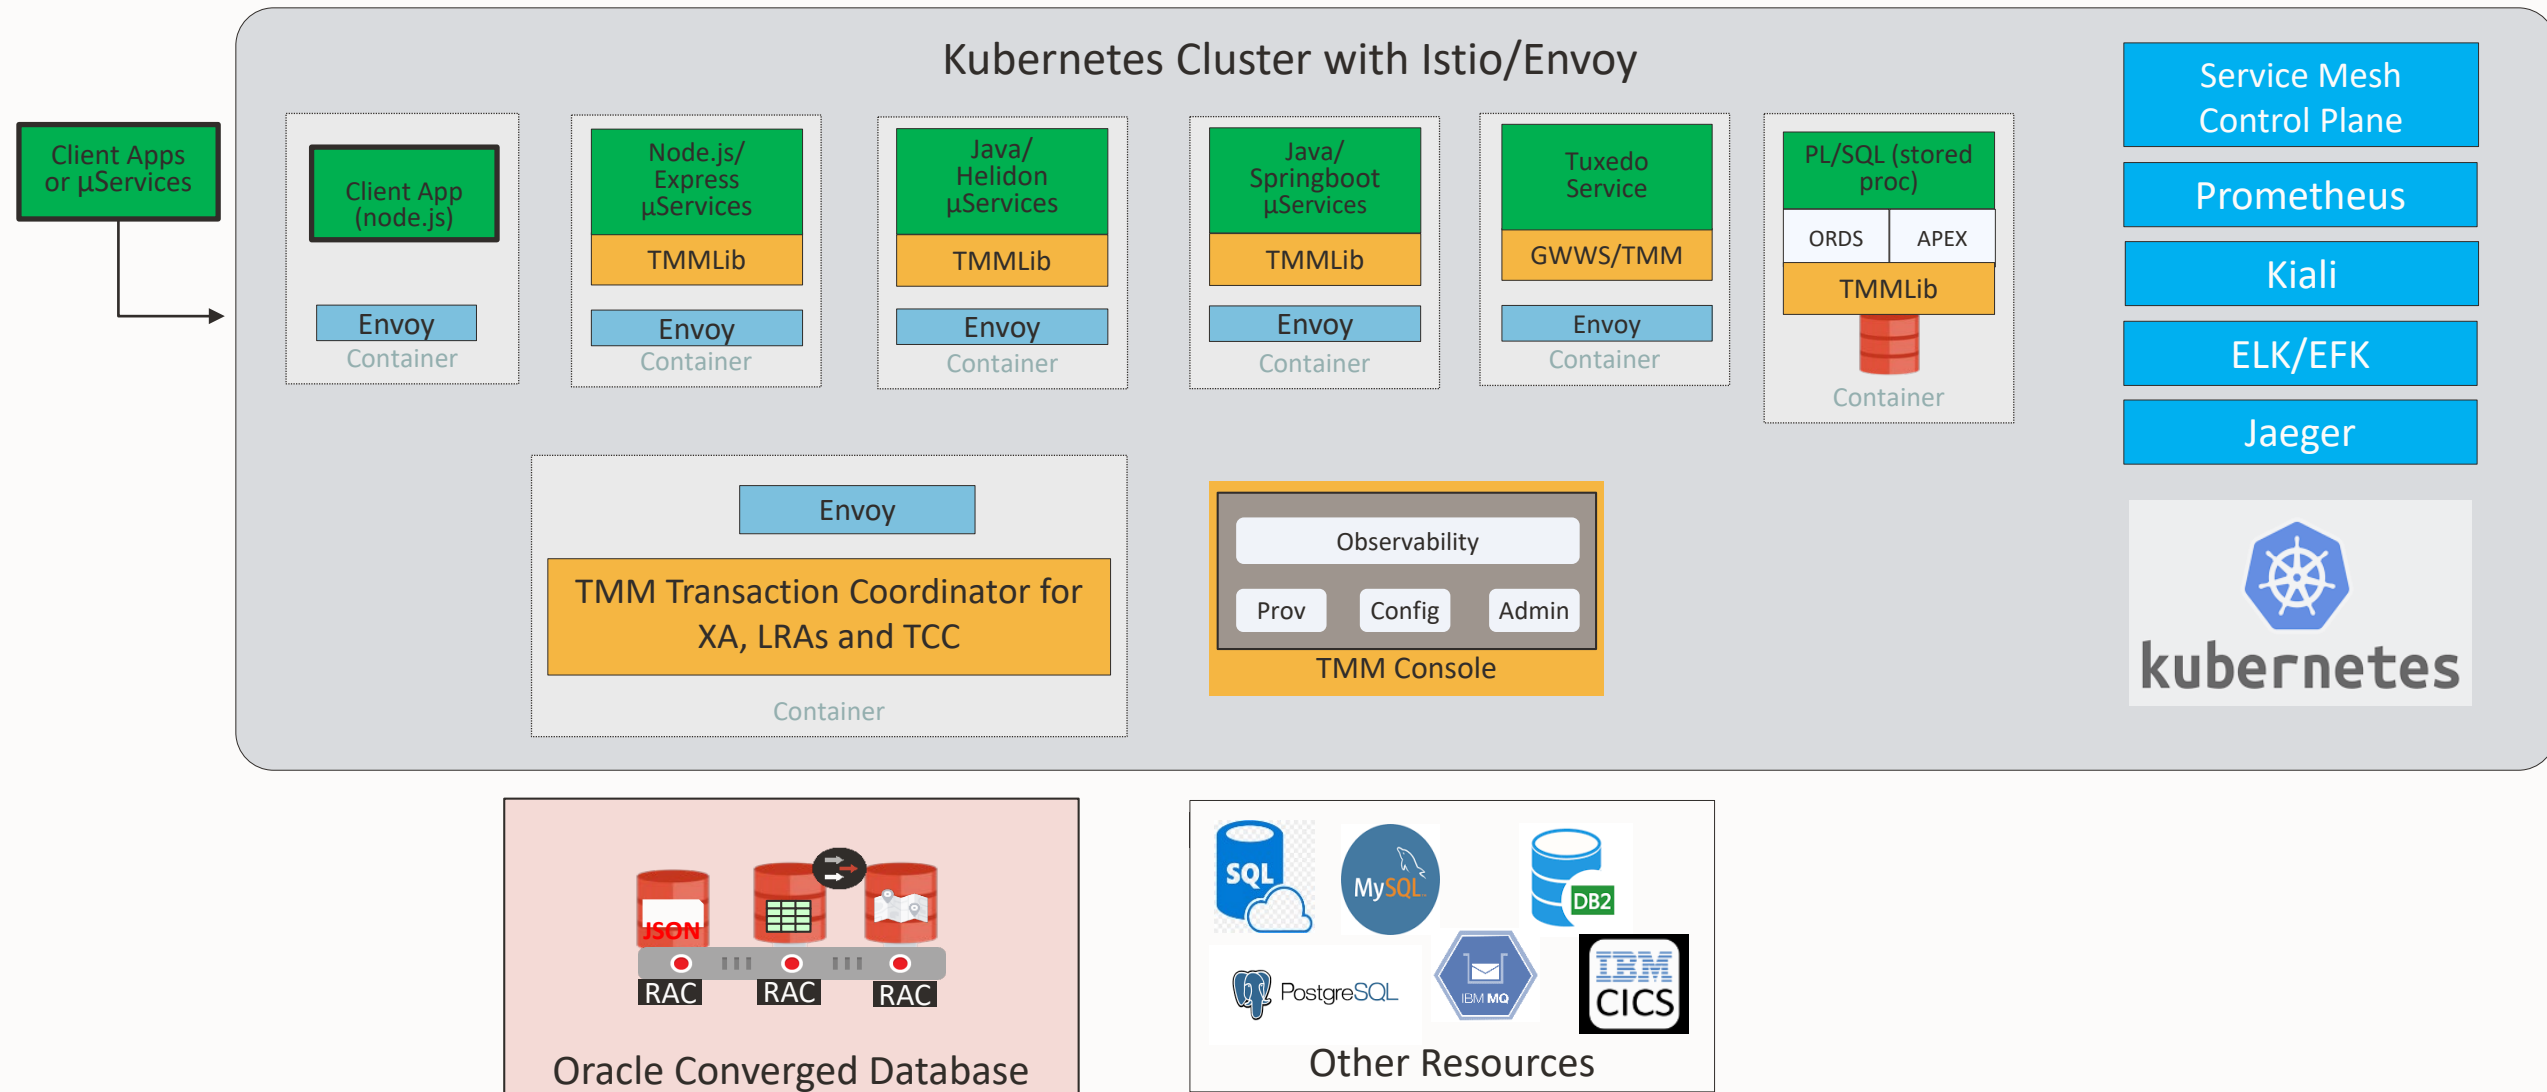 Kubernetes Cluster with Istio/Envoy
Client Apps
or µServices
Client App
(node.js)
Envoy
Container
Node.js/
Express
µServices
TMMLib
Envoy
Container
Java/
Helidon
µServices
TMMLib
Envoy
Container
Java/
Springboot
µServices
TMMLib
Envoy
Container
Tuxedo
Service
GWWS/TMM
Envoy
Container
PL/SQL (stored
proc)
ORDS
APEX
TMMLib
Container
Service Mesh
Control Plane
Prometheus
Kiali
ELK/EFK
Jaeger
kubernetes
Envoy
TMM Transaction Coordinator for
XA, LRAs and TCC
Container
Observability
Prov
Config
Admin
TMM Console
JSON
RAC
RAC
RAC
Oracle Converged Database
SQL
MySQL
DB2
PostgreSQL
IBM MQ
IBM
CICS
Other Resources